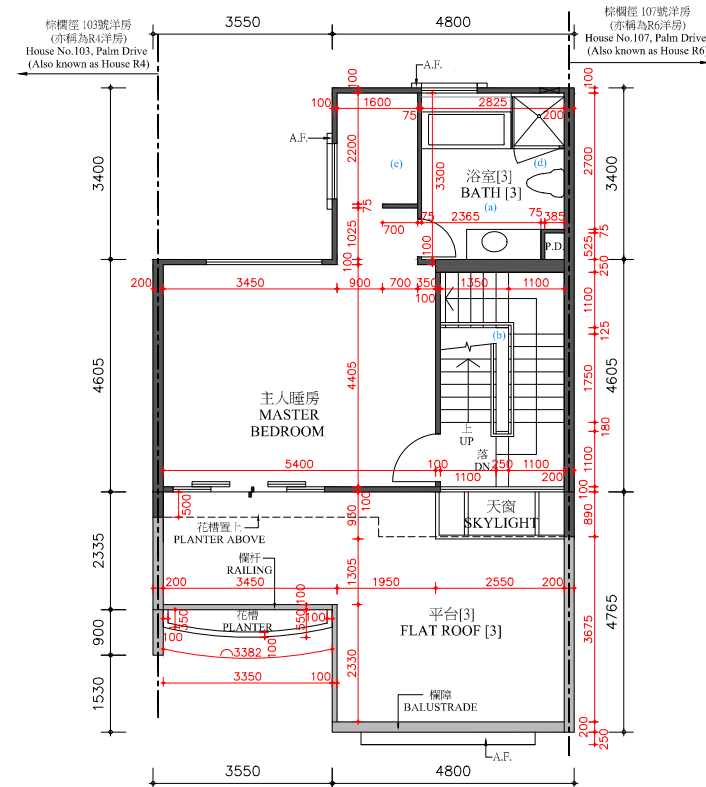 3550
4800
棕櫚徑 103號洋房
(亦稱為R4洋房)
House No.103, Palm Drive
(Also known as House R4)
棕櫚徑 107號洋房
(亦稱為R6洋房)
House No.107, Palm Drive
(Also known as House R6)
A.F.
100
100
100
1600
2825
75
200
A.F.
3400
2200
(c)
3300
浴室[3]
BATH [3]
(a)
(d)
2700
3400
75
700
75
2365
75
385
1025
100
P.D.
75
525
100
250
200
3450
900
700
350
1350
1100
100
1100
(b)
125
4605
4405
1750
4605
主人睡房
MASTER
BEDROOM
上
UP
180
落
DN
5400
100
250
1100
1100
200
1100
100
500
100
930
天窗
SKYLIGHT
890
花槽置上
PLANTER ABOVE
2335
欄杆
RAILING
1305
200
3450
1950
2550
200
4765
100
350
花槽
PLANTER
550
平台[3]
FLAT ROOF [3]
900
100
100
3675
3382
2330
3350
100
1530
欄障
BALUSTRADE
200
250
A.F.
3550
4800